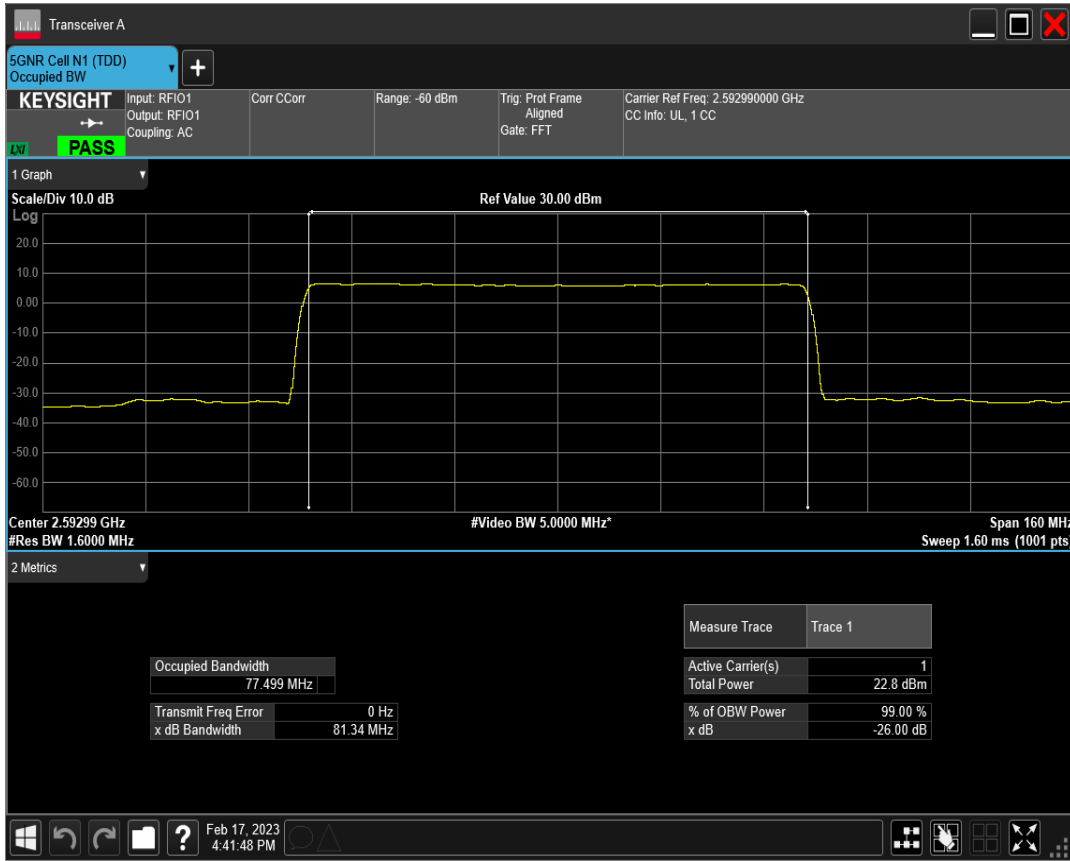 Transceiver A
5GNR Cell N1 (TDD)
Occupied BW
+
KEYSIGHT
LXI
PASS
Input: RFIO1
Output: RFIO1
Coupling: AC
Corr CCorr
Range: -60 dBm
Trig: Prot Frame
Aligned
Gate: FFT
Carrier Ref Freq: 2.592990000 GHz
CC Info: UL, 1 CC
1 Graph
Scale/Div 10.0 dB
Ref Value 30.00 dBm
Log
20.0
10.0
0.00
-10.0
-20.0
-30.0
-40.0
-50.0
-60.0
Center 2.59299 GHz
#Video BW 5.0000 MHz*
Span 160 MHz
#Res BW 1.6000 MHz
Sweep 1.60 ms (1001 pts)
2 Metrics
Measure Trace Trace 1
Occupied Bandwidth
77.499 MHz
Active Carrier(s) 1
Total Power 22.8 dBm
Transmit Freq Error 0 Hz
x dB Bandwidth 81.34 MHz
% of OBW Power 99.00 %
x dB -26.00 dB
?
Feb 17, 2023
4:41:48 PM